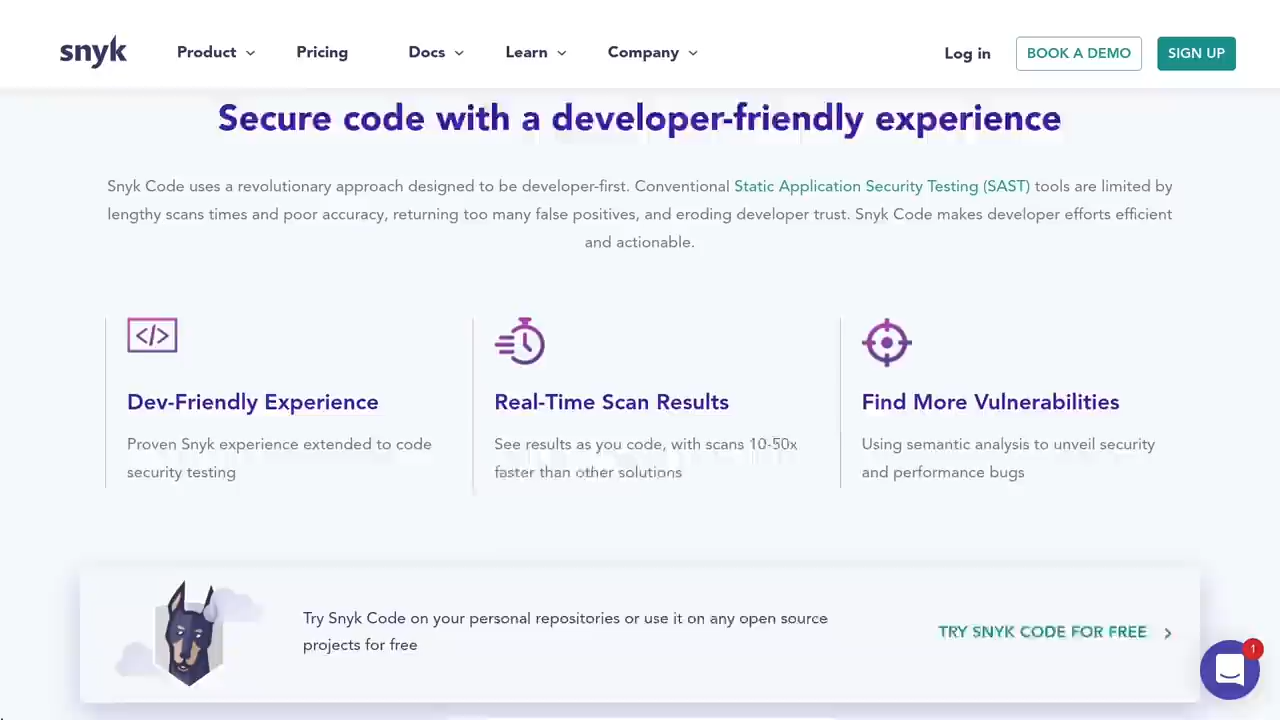 snyk
Product
Pricing
Docs
Learn
Company
Log in
BOOK A DEMO
SIGN UP
Secure code with a developer-friendly experience
Snyk Code uses a revolutionary approach designed to be developer-first. Conventional Static Application Security Testing (SAST) tools are limited by
lengthy scans times and poor accuracy, returning too many false positives, and eroding developer trust. Snyk Code makes developer efforts efficient
and actionable.
</>
Dev-Friendly Experience
Proven Snyk experience extended to code
security testing
Real-Time Scan Results
See results as you code, with scans 10-50x
faster than other solutions
Find More Vulnerabilities
Using semantic analysis to unveil security
and performance bugs
Try Snyk Code on your personal repositories or use it on any open source
projects for free
TRY SNYK CODE FOR FREE
1